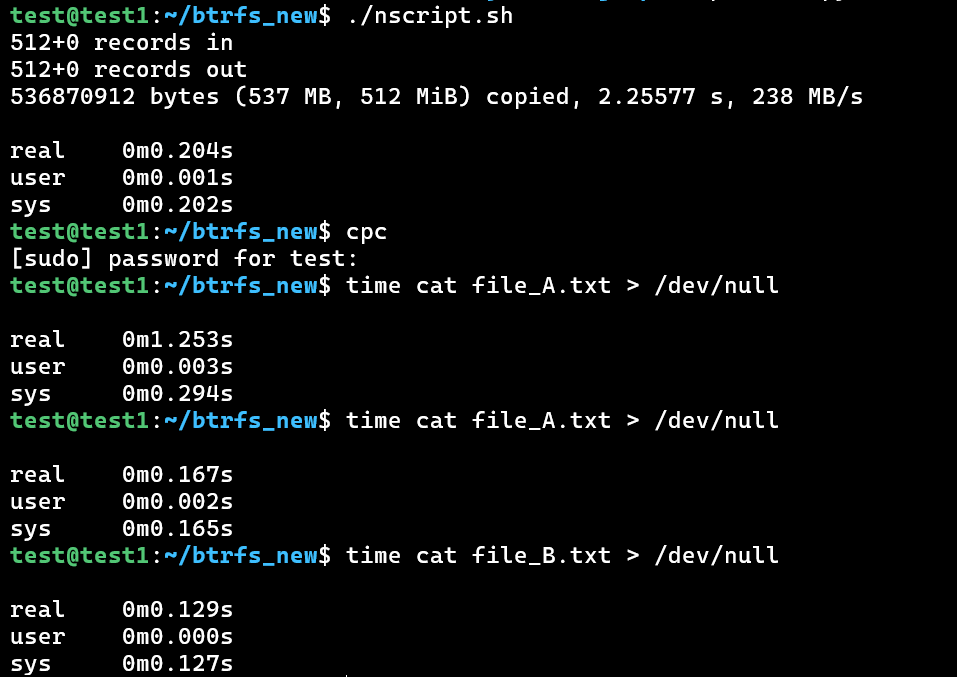 test@test1:~/btrfs_new$ ./nscript.sh
512+0 records in
512+0 records out
536870912 bytes (537 MB, 512 MiB) copied, 2.25577 s, 238 MB/s
real 0m0.204s
user 0m0.001s
sys 0m0.202s
test@test1:~/btrfs_new$ cpc
[sudo] password for test:
test@test1:~/btrfs_new$ time cat file_A.txt > /dev/null
real 0m1.253s
user 0m0.003s
sys 0m0.294s
test@test1:~/btrfs_new$ time cat file_A.txt > /dev/null
real 0m0.167s
user 0m0.002s
sys 0m0.165s
test@test1:~/btrfs_new$ time cat file_B.txt > /dev/null
real 0m0.129s
user 0m0.000s
sys 0m0.127s